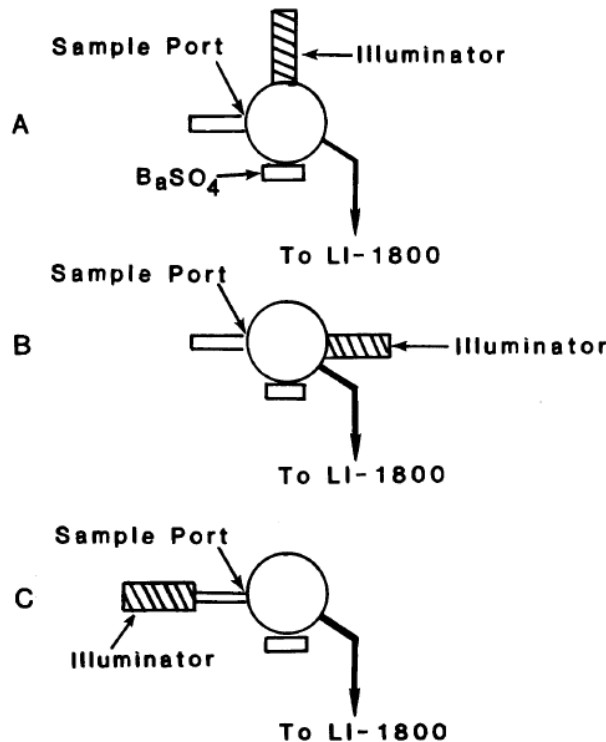 Sample Port
Illuminator
A
BaSO4
To LI-1800
Sample Port
B
Illuminator
To LI-1800
Sample Port
C
Illuminator
To LI-1800